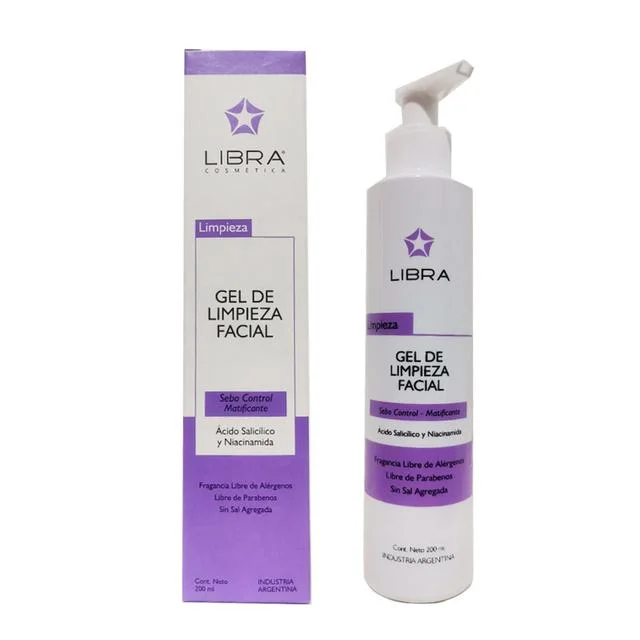 LIBRA®
COSMÉTICA
Limpieza
GEL DE
LIMPIEZA
FACIAL
Sebo Control
Matificante
Ácido Salicílico
y Niacinamida
Fragancia Libre de Alérgenos
Libre de Parabenos
Sin Sal Agregada
Cont. Neto
200 ml
INDUSTRIA
ARGENTINA
LIBRA
Limpieza
GEL DE
LIMPIEZA
FACIAL
Sebo Control - Matificante
Ácido Salicílico y Niacinamida
Fragancia Libre de Alérgenos
Libre de Parabenos
Sin Sal Agregada
Cont. Neto 200 ml
INDUSTRIA ARGENTINA